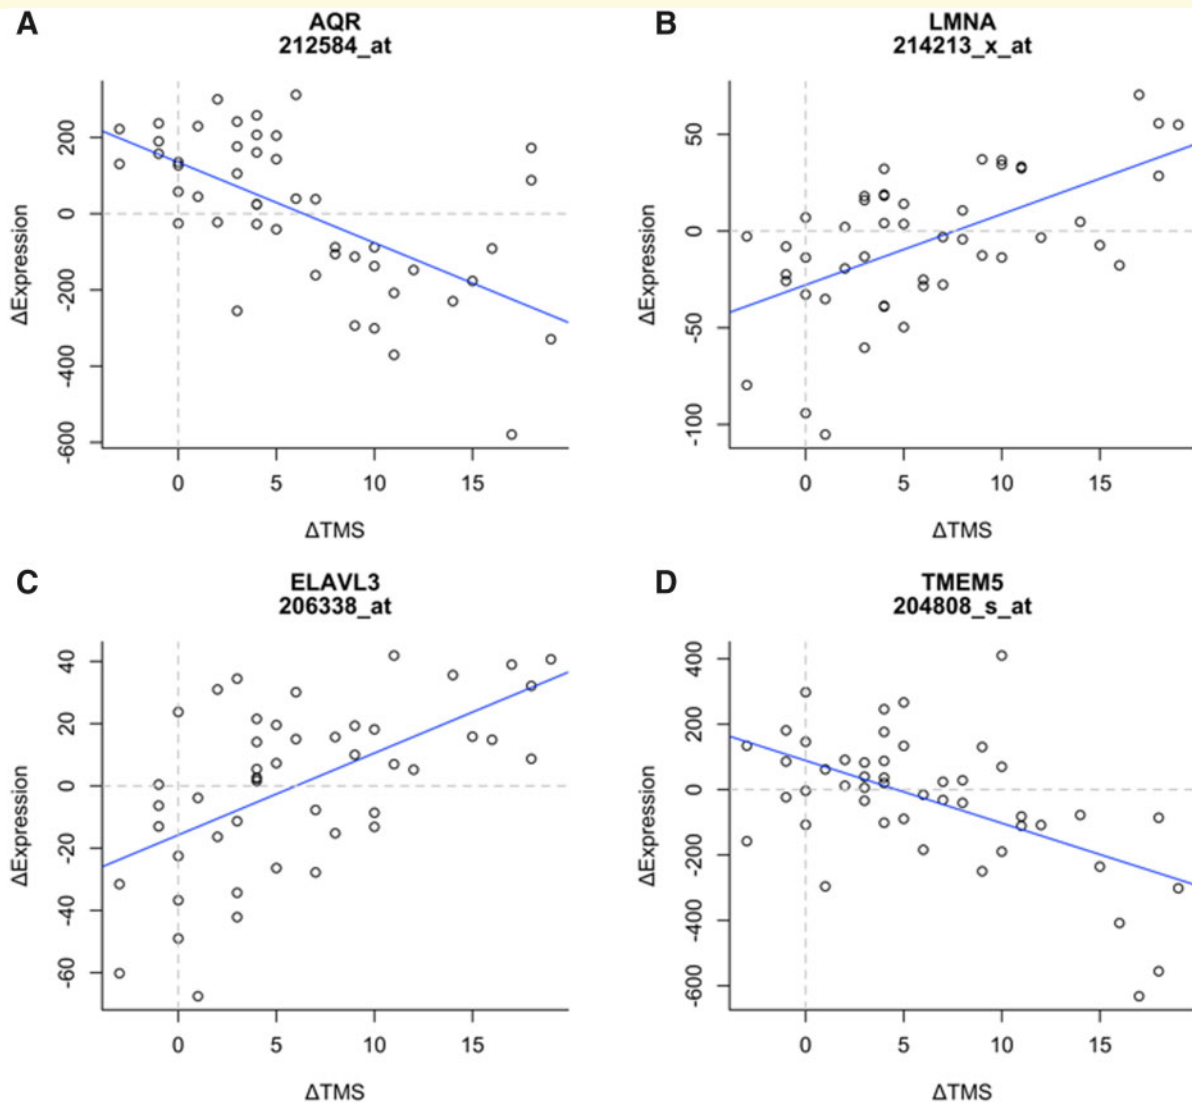 A
AQR
212584_at
ΔExpression
200
0
-200
-400
-600
0 5 10 15
ΔTMS
B
LMNA
214213_x_at
ΔExpression
50
0
-50
-100
0 5 10 15
ΔTMS
C
ELAVL3
206338_at
ΔExpression
40
20
0
-20
-40
-60
0 5 10 15
ΔTMS
D
TMEM5
204808_s_at
ΔExpression
400
200
0
-200
-400
-600
0 5 10 15
ΔTMS